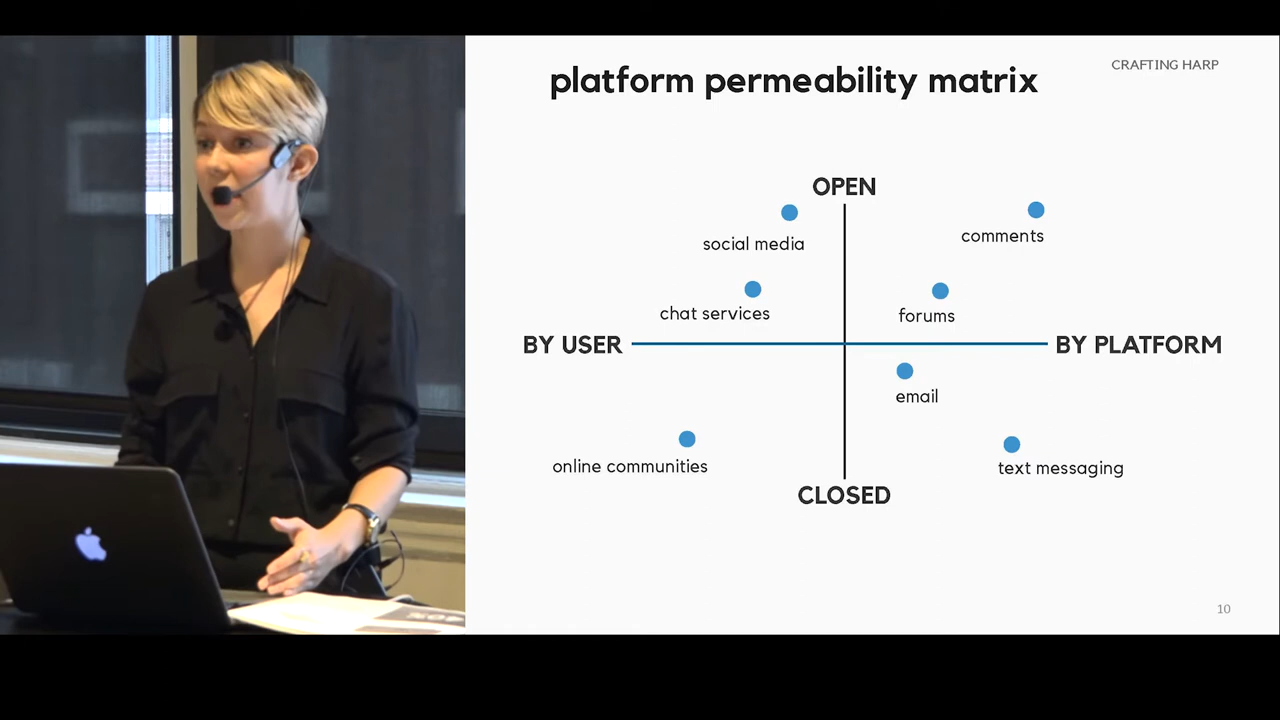 platform permeability matrix
CRAFTING HARP
OPEN
social media
comments
chat services
forums
BY USER
BY PLATFORM
email
online communities
text messaging
CLOSED
10